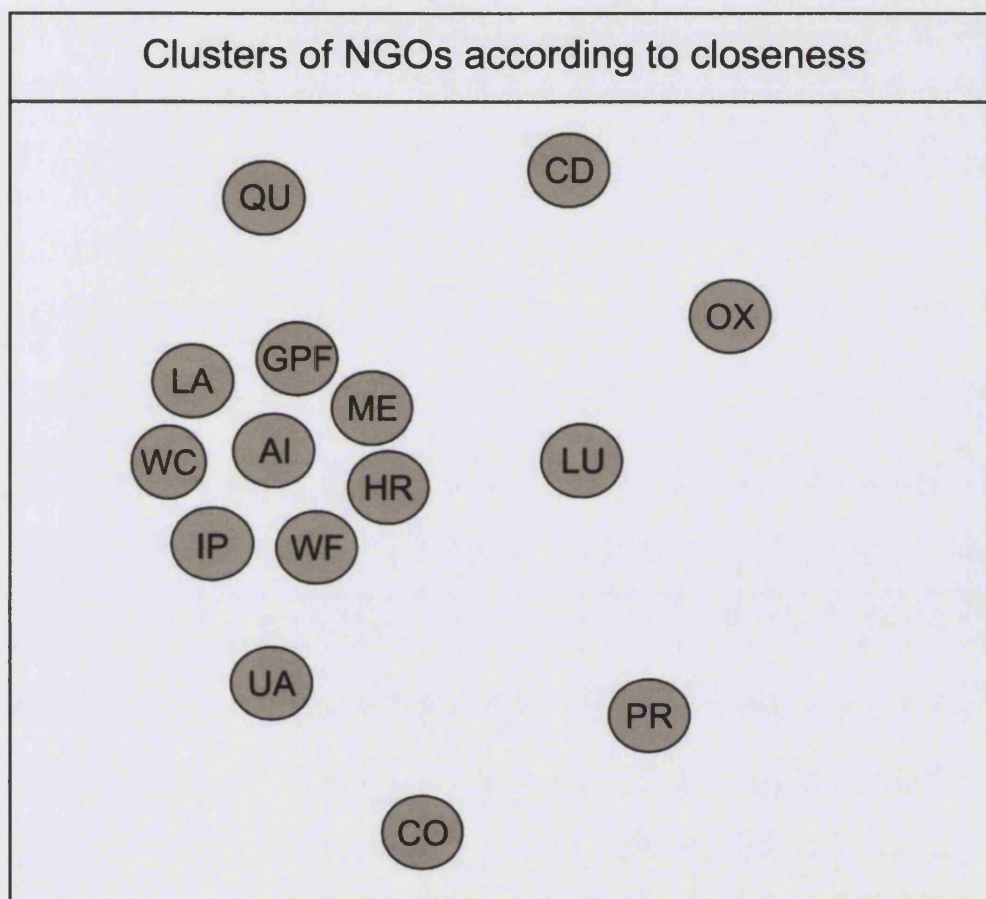 Clusters of NGOs according to closeness
CD
QU
OX
GPF
LA
ME
AI
WC
LU
HR
IP
WF
UA
PR
CO